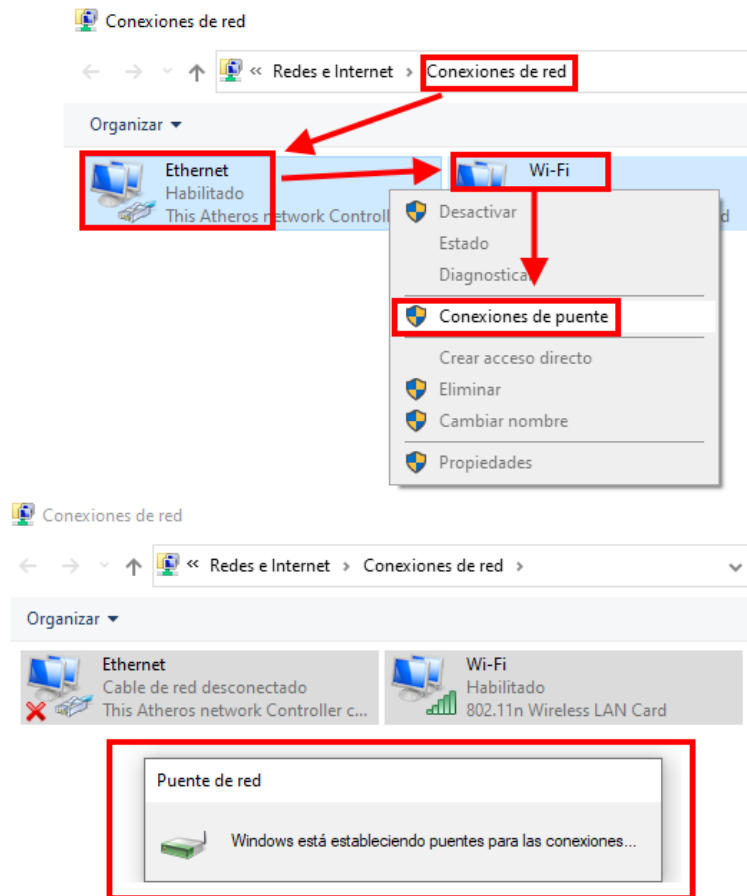 Conexiones de red
« Redes e Internet › Conexiones de red
Organizar
Ethernet
Habilitado
This Atheros network Controll
Wi-Fi
d
Desactivar
Estado
Diagnosticar
Conexiones de puente
Crear acceso directo
Eliminar
Cambiar nombre
Propiedades
Conexiones de red
« Redes e Internet › Conexiones de red ›
Organizar
Ethernet
Cable de red desconectado
This Atheros network Controller c...
Wi-Fi
Habilitado
802.11n Wireless LAN Card
Puente de red
Windows está estableciendo puentes para las conexiones...